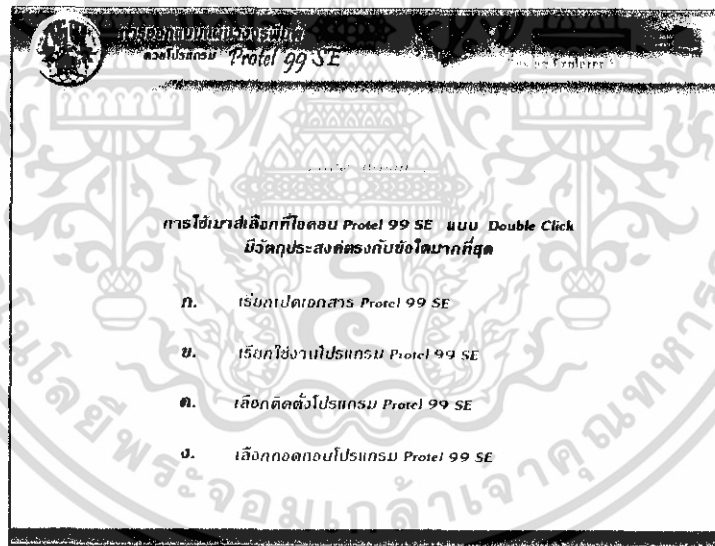 การออกแบบแผ่นวงจรพิมพ์
ด้วยโปรแกรม Protel 99 SE
การใช้เมาส์เลือกที่ไอคอน Protel 99 SE แบบ Double Click
มีวัตถุประสงค์ตรงกับข้อใดมากที่สุด
ก. เรียกเปิดเอกสาร Protel 99 SE
ข. เรียกใช้งานโปรแกรม Protel 99 SE
ค. เลือกติดตั้งโปรแกรม Protel 99 SE
ง. เลือกถอดถอนโปรแกรม Protel 99 SE